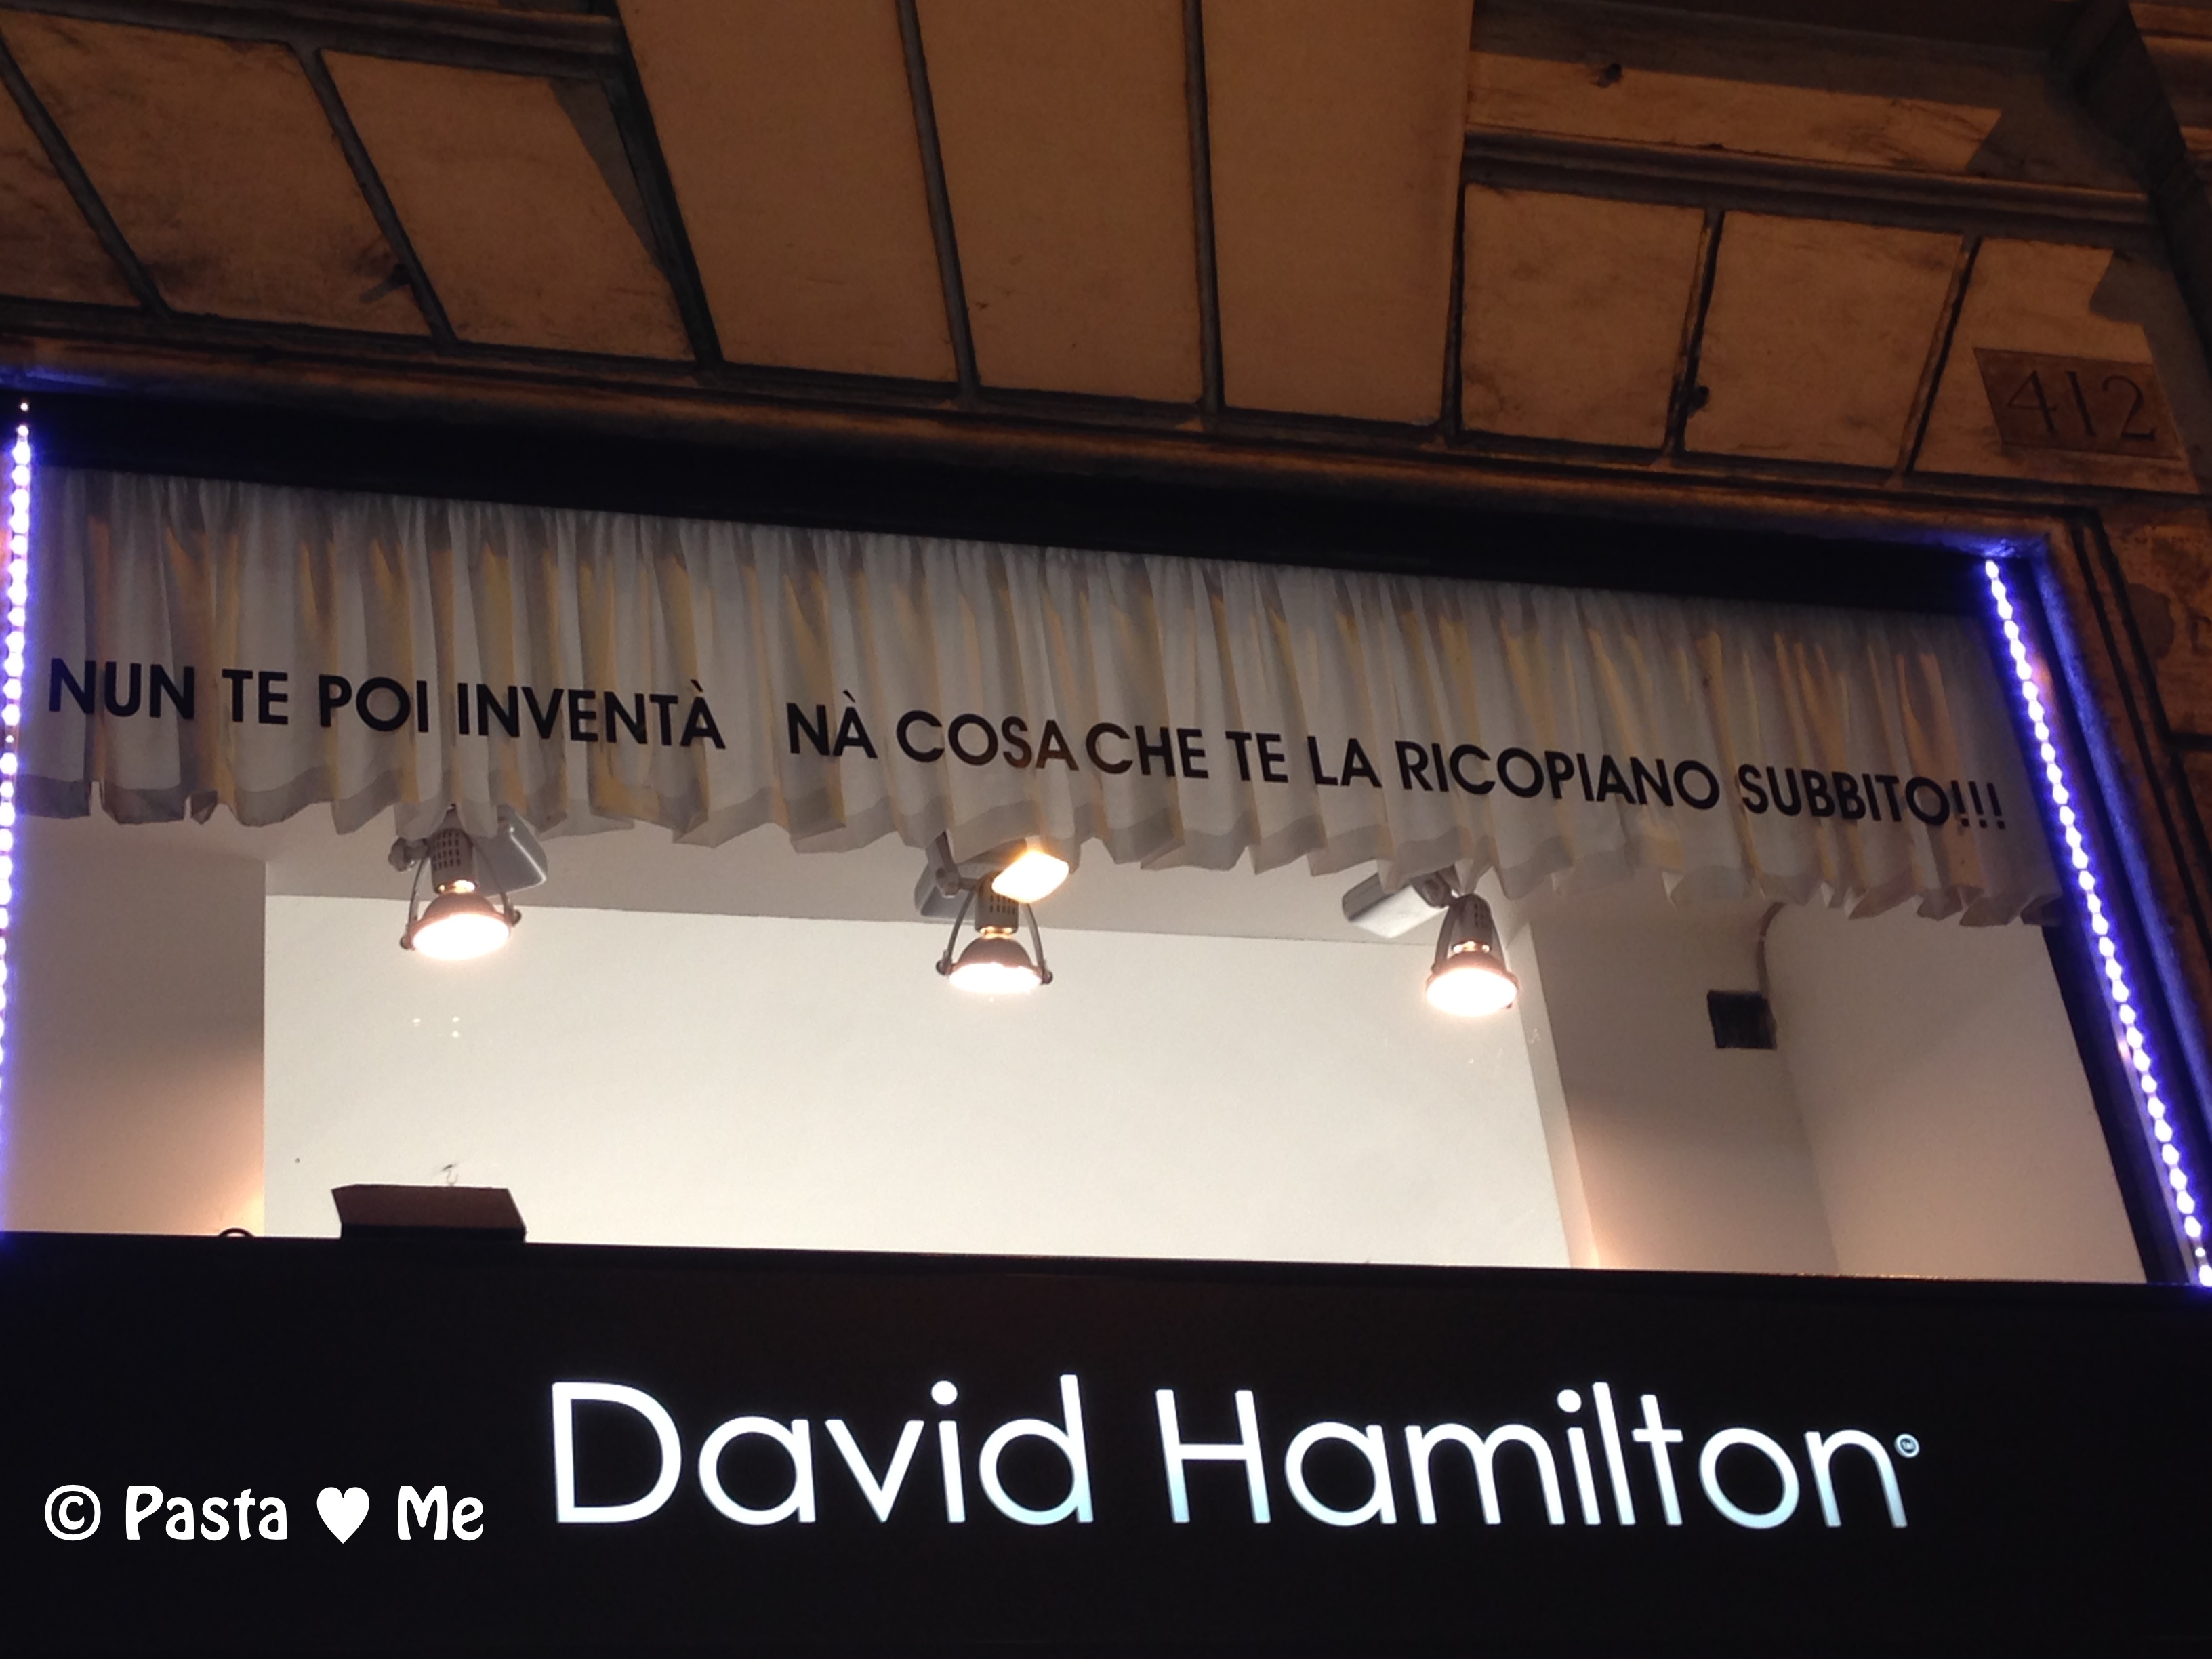 412
NUN TE POI INVENTÀ NÀ COSA CHE TE LA RICOPIANO SUBBITO!!!
David Hamilton
© Pasta ♥ Me